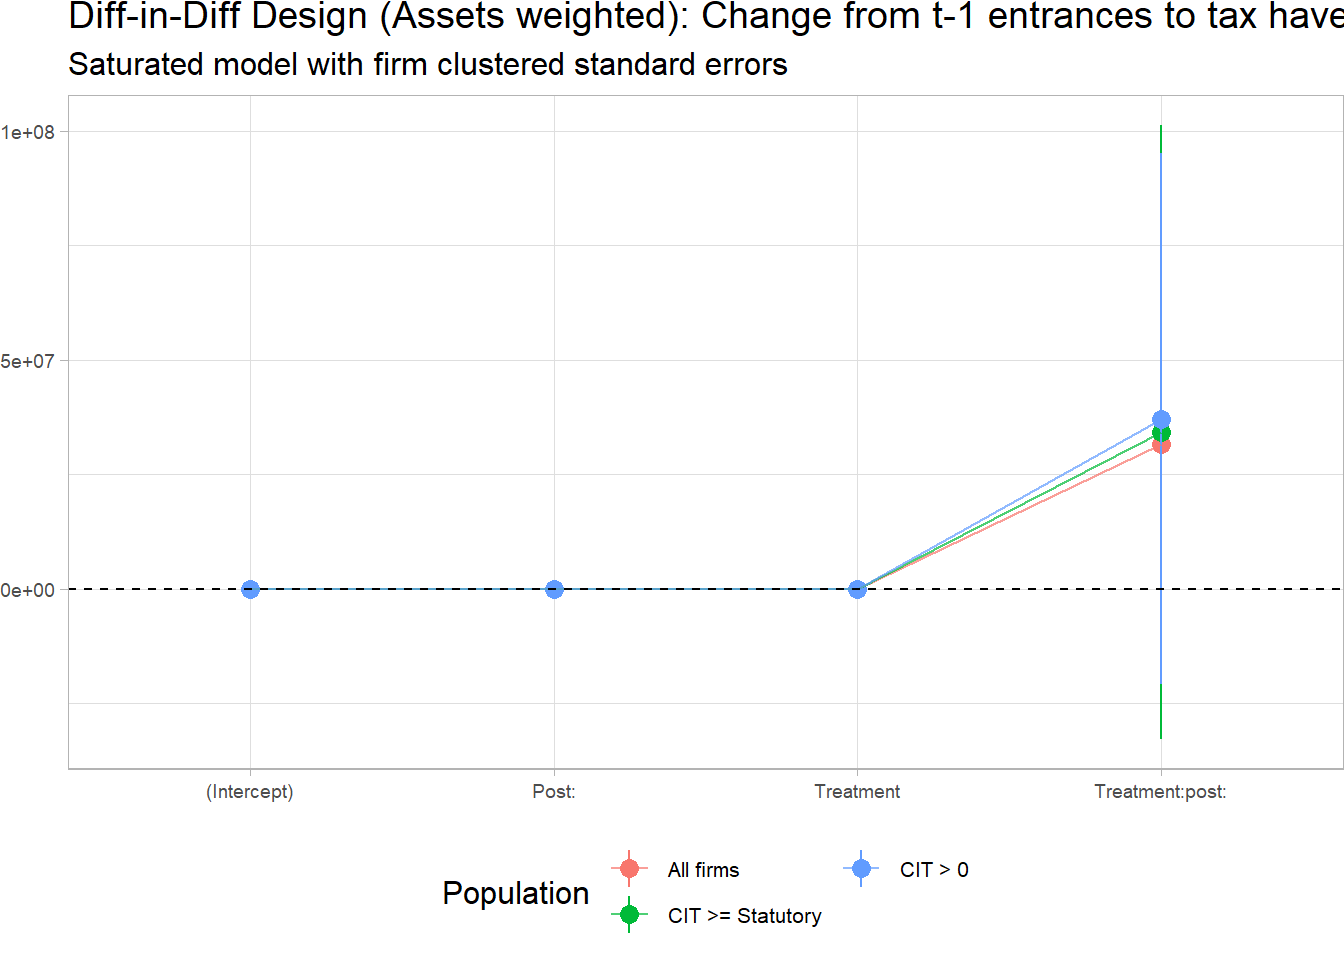 Diff-in-Diff Design (Assets weighted): Change from t-1 entrances to tax have
Saturated model with firm clustered standard errors
1e+08
5e+07
0e+00
(Intercept) Post: Treatment Treatment:post:
Population
All firms CIT > 0
CIT >= Statutory